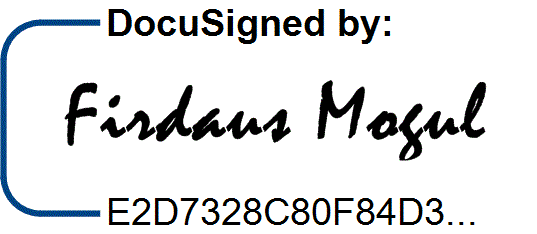 DocuSigned by:
Firdaus Mogul
E2D7328C80F84D3...